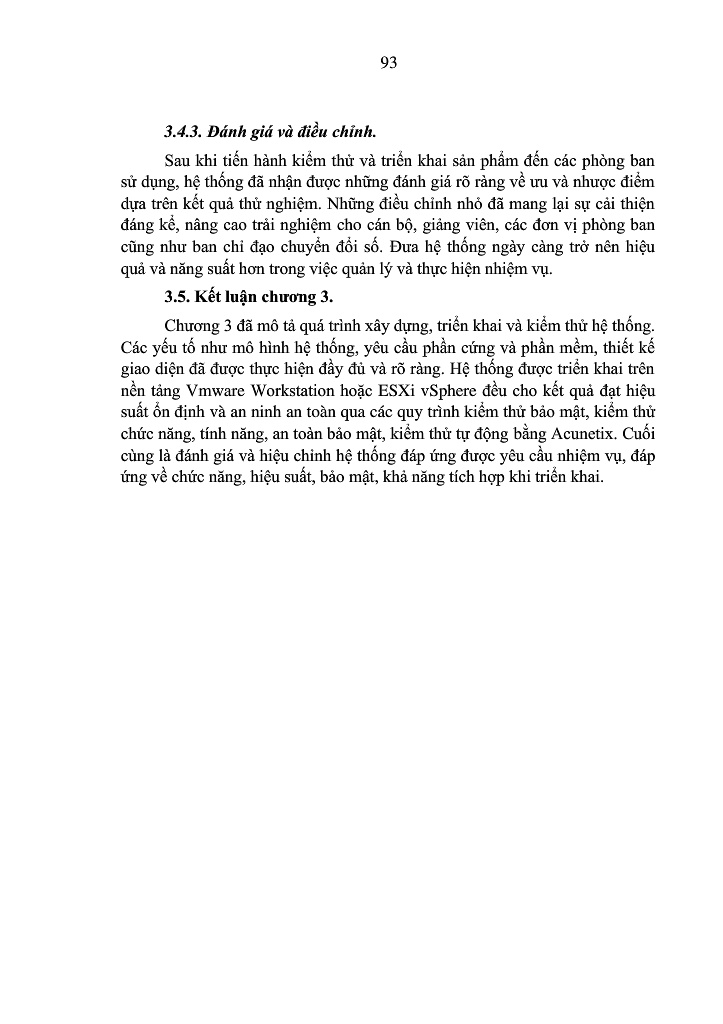 93
3.4.3. Đánh giá và điều chỉnh.
Sau khi tiến hành kiểm thử và triển khai sản phẩm đến các phòng ban
sử dụng, hệ thống đã nhận được những đánh giá rõ ràng về ưu và nhược điểm
dựa trên kết quả thử nghiệm. Những điều chỉnh nhỏ đã mang lại sự cải thiện
đáng kể, nâng cao trải nghiệm cho cán bộ, giảng viên, các đơn vị phòng ban
cũng như ban chỉ đạo chuyển đổi số. Đưa hệ thống ngày càng trở nên hiệu
quả và năng suất hơn trong việc quản lý và thực hiện nhiệm vụ.
3.5. Kết luận chương 3.
Chương 3 đã mô tả quá trình xây dựng, triển khai và kiểm thử hệ thống.
Các yếu tố như mô hình hệ thống, yêu cầu phần cứng và phần mềm, thiết kế
giao diện đã được thực hiện đầy đủ và rõ ràng. Hệ thống được triển khai trên
nền tảng Vmware Workstation hoặc ESXi vSphere đều cho kết quả đạt hiệu
suất ổn định và an ninh an toàn qua các quy trình kiểm thử bảo mật, kiểm thử
chức năng, tính năng, an toàn bảo mật, kiểm thử tự động bằng Acunetix. Cuối
cùng là đánh giá và hiệu chỉnh hệ thống đáp ứng được yêu cầu nhiệm vụ, đáp
ứng về chức năng, hiệu suất, bảo mật, khả năng tích hợp khi triển khai.